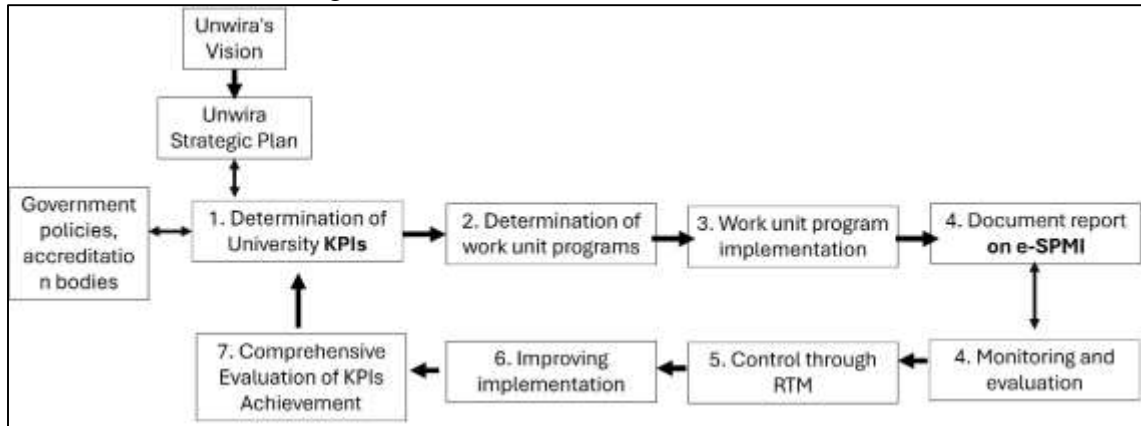 Unwira's
Vision
Unwira
Strategic Plan
Government
policies,
accreditatio
n bodies
1. Determination of
University KPIs
2. Determination of
work unit programs
3. Work unit program
implementation
4. Document report
on e-SPMI
7. Comprehensive
Evaluation of KPIs
Achievement
6. Improving
implementation
5. Control through
RTM
4. Monitoring and
evaluation